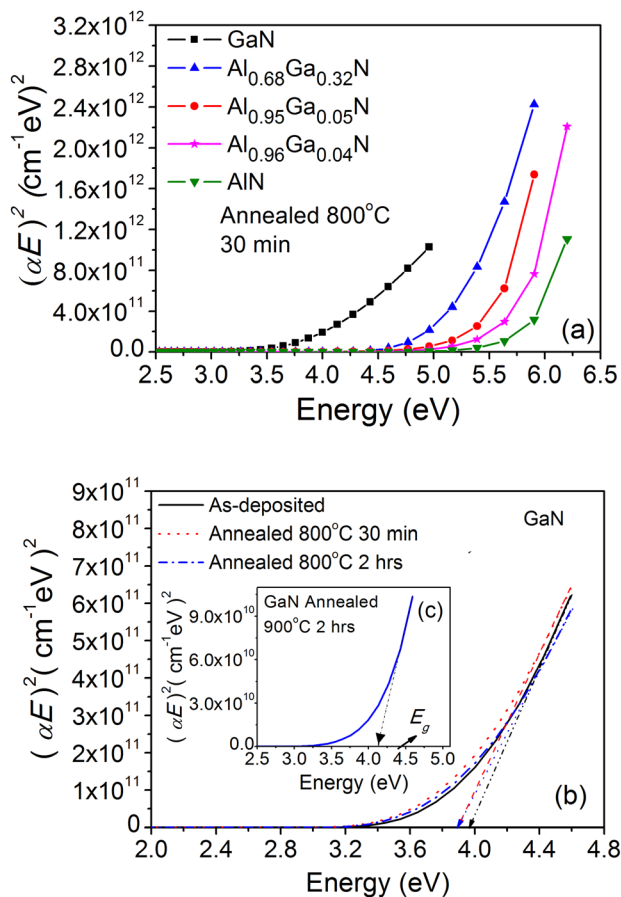 3.2x10¹²
2.8x10¹²
2.4x10¹²
2.0x10¹²
1.6x10¹²
1.2x10¹²
8.0x10¹¹
4.0x10¹¹
0.0
(αE)² (cm⁻¹eV)²
GaN
Al₀.₆₈Ga₀.₃₂N
Al₀.₉₅Ga₀.₀₅N
Al₀.₉₆Ga₀.₀₄N
AlN
Annealed 800°C
30 min
(a)
2.5 3.0 3.5 4.0 4.5 5.0 5.5 6.0 6.5
Energy (eV)
9x10¹¹
8x10¹¹
7x10¹¹
6x10¹¹
5x10¹¹
4x10¹¹
3x10¹¹
2x10¹¹
1x10¹¹
0
(αE)² (cm⁻¹eV)²
As-deposited
Annealed 800°C 30 min
Annealed 800°C 2 hrs
GaN
9.0x10¹⁰
6.0x10¹⁰
3.0x10¹⁰
0.0
(αE)² (cm⁻¹eV)²
GaN Annealed
900°C 2 hrs
(c)
E_g
2.5 3.0 3.5 4.0 4.5 5.0
Energy (eV)
(b)
2.0 2.4 2.8 3.2 3.6 4.0 4.4 4.8
Energy (eV)